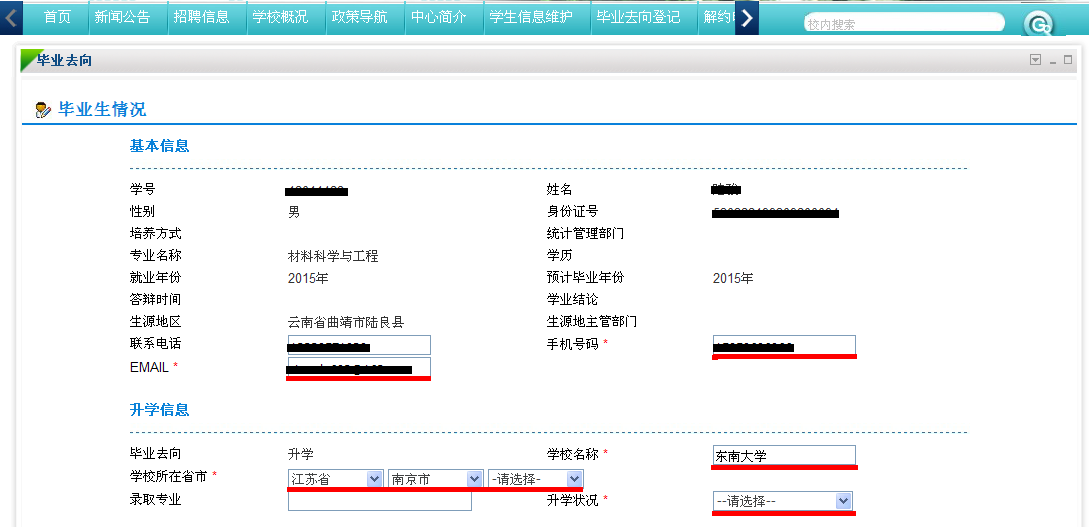 首页 新闻公告 招聘信息 学校概况 政策导航 中心简介 学生信息维护 毕业去向登记 解约 校内搜索
毕业去向
毕业生情况
基本信息
学号 姓名
性别 男 身份证号
培养方式 统计管理部门
专业名称 材料科学与工程 学历
就业年份 2015年 预计毕业年份 2015年
答辩时间 学业结论
生源地区 云南省曲靖市陆良县 生源地主管部门
联系电话 手机号码 *
EMAIL *
升学信息
毕业去向 升学 学校名称 * 东南大学
学校所在省市 * 江苏省 南京市 -请选择-
录取专业 升学状况 * --请选择--